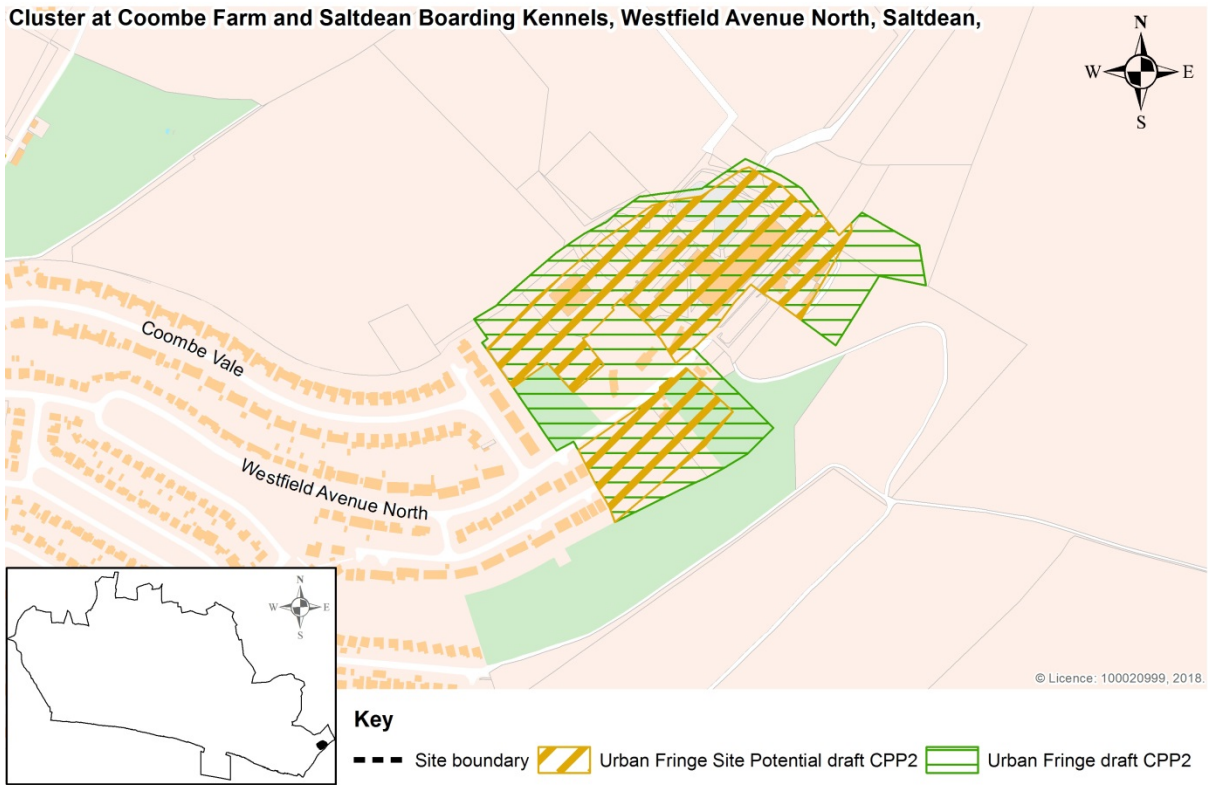 Cluster at Coombe Farm and Saltdean Boarding Kennels, Westfield Avenue North, Saltdean,
N
W E
S
Coombe Vale
Westfield Avenue North
N
W E
S
© Licence: 100020999, 2018.
Key
Site boundary Urban Fringe Site Potential draft CPP2 Urban Fringe draft CPP2